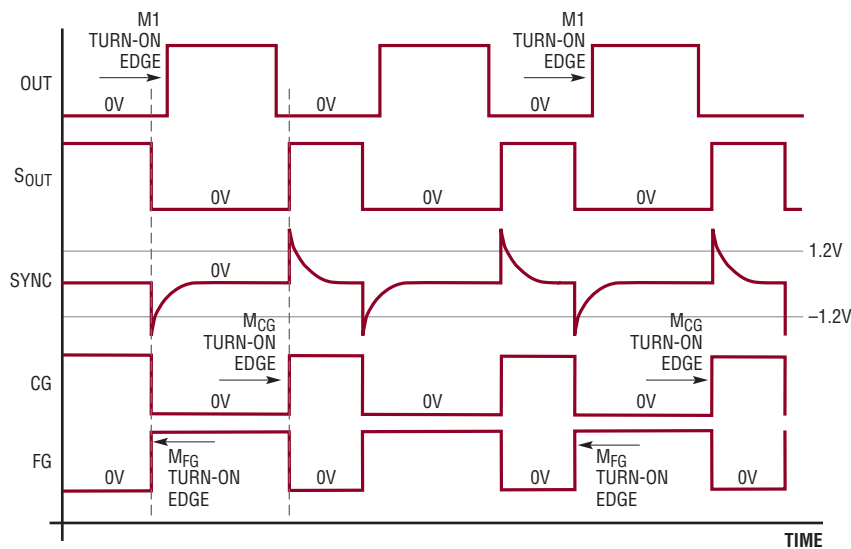 M1
TURN-ON
EDGE
M1
TURN-ON
EDGE
OUT
0V
0V
0V
SOUT
0V
0V
0V
SYNC
0V
1.2V
–1.2V
MCG
TURN-ON
EDGE
MCG
TURN-ON
EDGE
CG
0V
0V
0V
FG
0V
MFG
TURN-ON
EDGE
0V
0V
MFG
TURN-ON
EDGE
0V
TIME